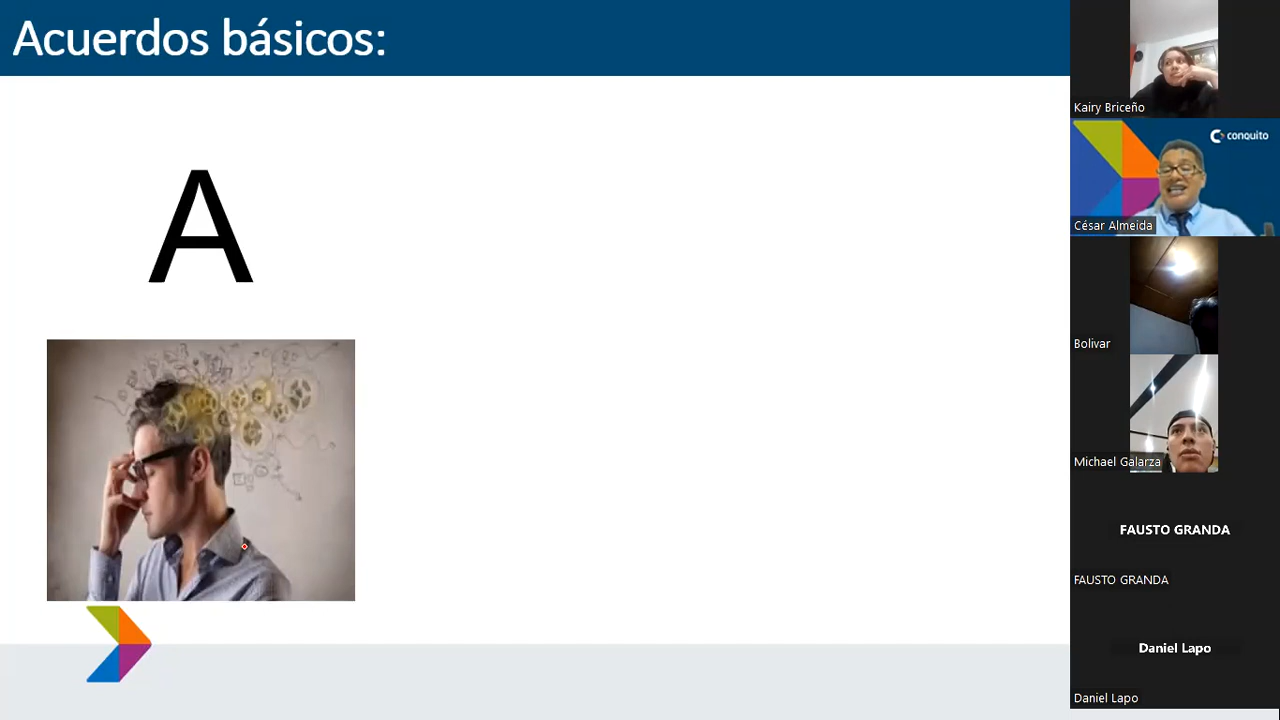 Acuerdos básicos:
A
Kairy Briceño
conquito
César Almeida
Bolivar
Michael Galarza
FAUSTO GRANDA
FAUSTO GRANDA
Daniel Lapo
Daniel Lapo